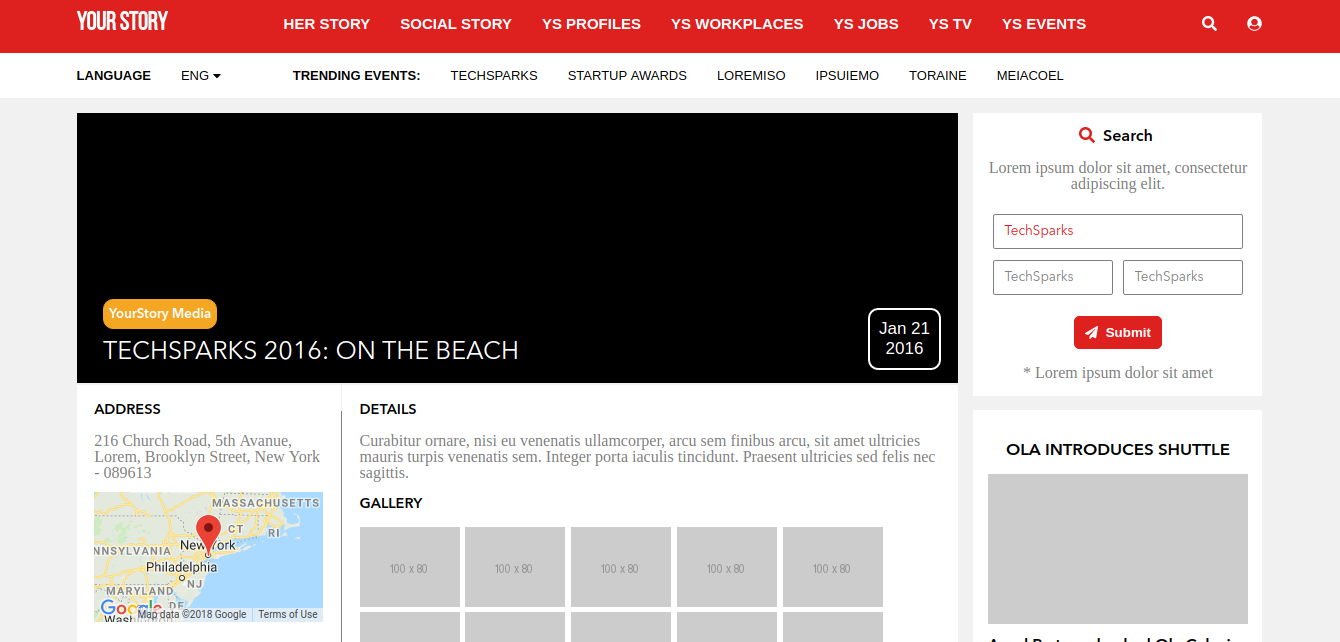 YOUR STORY
HER STORY SOCIAL STORY YS PROFILES YS WORKPLACES YS JOBS YS TV YS EVENTS
LANGUAGE ENG TRENDING EVENTS: TECHSPARKS STARTUP AWARDS LOREMISO IPSUIEMO TORAINE MEIACOEL
YourStory Media
TECHSPARKS 2016: ON THE BEACH
Jan 21
2016
ADDRESS
216 Church Road, 5th Avanue,
Lorem, Brooklyn Street, New York
- 089613
MASSACHUSETTS
CT
RI
NNSYLVANIA
New York
Philadelphia
NJ
MARYLAND
DE
Google
Map data ©2018 Google Terms of Use
DETAILS
Curabitur ornare, nisi eu venenatis ullamcorper, arcu sem finibus arcu, sit amet ultricies
mauris turpis venenatis sem. Integer porta iaculis tincidunt. Praesent ultricies sed felis nec
sagittis.
GALLERY
100 x 80 100 x 80 100 x 80 100 x 80 100 x 80
Search
Lorem ipsum dolor sit amet, consectetur
adipiscing elit.
TechSparks
TechSparks TechSparks
Submit
* Lorem ipsum dolor sit amet
OLA INTRODUCES SHUTTLE